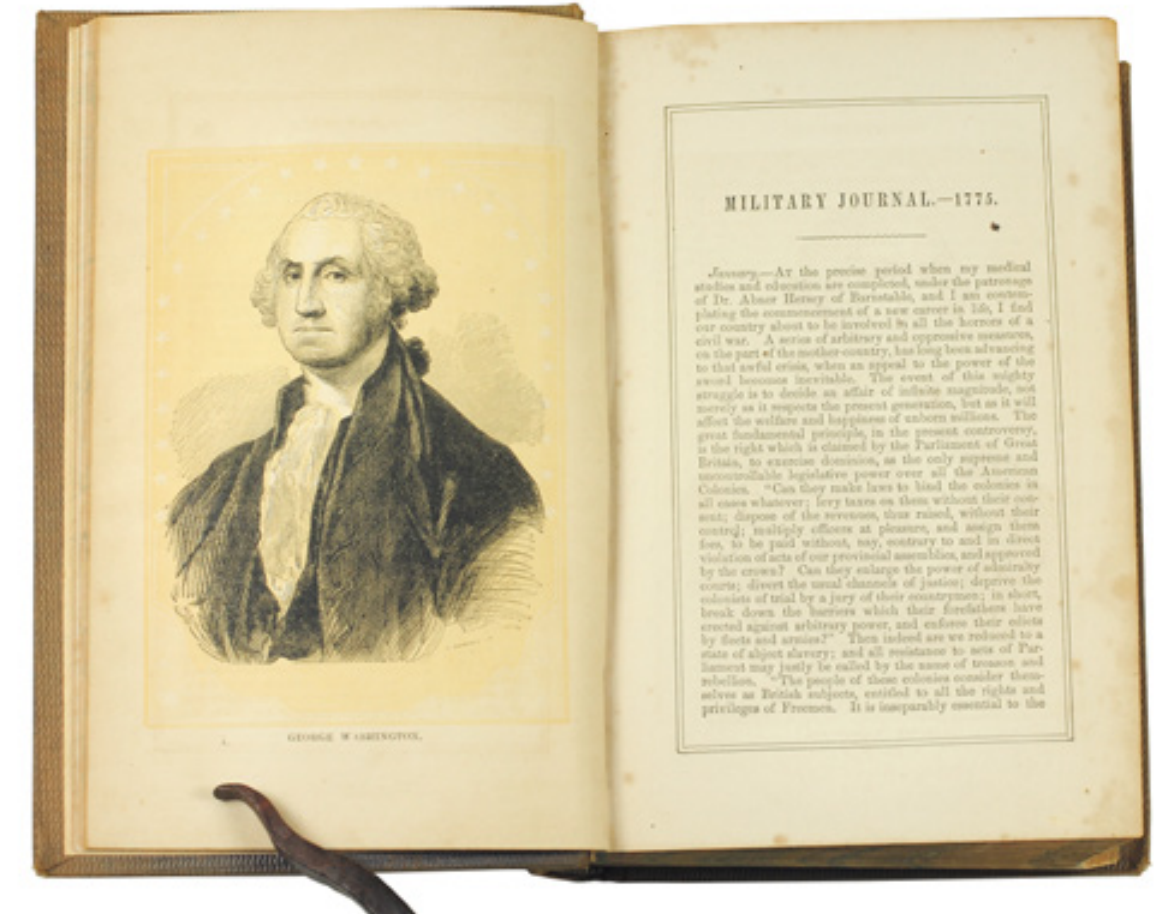 GEORGE WASHINGTON.
MILITARY JOURNAL.—1775.
January.—At the precise period when my medical
studies and education are completed, under the patronage
of Dr. Abner Hersey of Barnstable, and I am contem-
plating the commencement of a new career in life, I find
our country about to be involved in all the horrors of a
civil war. A series of arbitrary and oppressive measures,
on the part of the mother-country, has long been advancing
to that awful crisis, when an appeal to the power of the
sword becomes inevitable. The event of this mighty
struggle is to decide an affair of infinite magnitude, not
merely as it respects the present generation, but as it will
affect the welfare and happiness of unborn millions. The
great fundamental principle, in the present controversy,
is the right which is claimed by the Parliament of Great
Britain, to exercise dominion, as the only supreme and
uncontrollable legislative power over all the American
Colonies. "Can they make laws to bind the colonies in
all cases whatever; levy taxes on them without their con-
sent; dispose of the revenues, thus raised, without their
control; multiply officers at pleasure, and assign them
fees, to be paid without, nay, contrary to and in direct
violation of acts of our provincial assemblies, and approved
by the crown? Can they enlarge the power of admiralty
courts; divert the usual channels of justice; deprive the
colonists of trial by a jury of their countrymen; in short,
break down the barriers which their forefathers have
erected against arbitrary power, and enforce their edicts
by fleets and armies?" Then indeed are we reduced to a
state of abject slavery; and all resistance to acts of Par-
liament may justly be called by the name of treason and
rebellion. "The people of these colonies consider them-
selves as British subjects, entitled to all the rights and
privileges of Freemen. It is inseparably essential to the